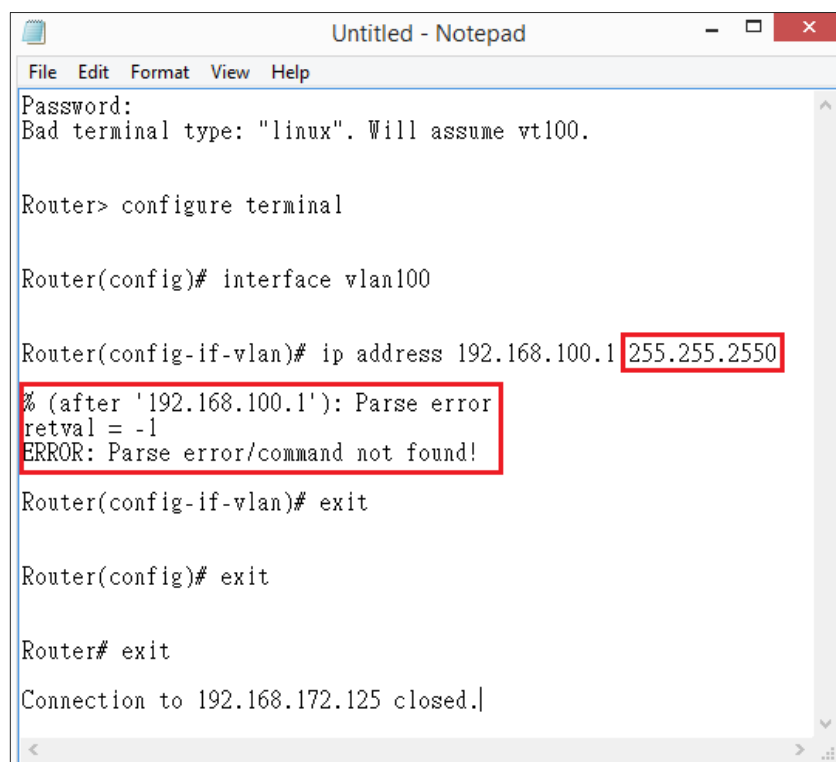 Untitled - Notepad
File Edit Format View Help
Password:
Bad terminal type: "linux". Will assume vt100.
Router> configure terminal
Router(config)# interface vlan100
Router(config-if-vlan)# ip address 192.168.100.1 255.255.2550
% (after '192.168.100.1'): Parse error
retval = -1
ERROR: Parse error/command not found!
Router(config-if-vlan)# exit
Router(config)# exit
Router# exit
Connection to 192.168.172.125 closed.